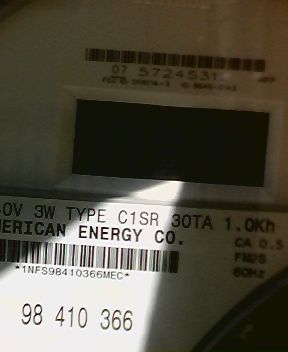 07 5724531
40V 3W TYPE C1SR 30TA 1.0Kh
MERICAN ENERGY CO.
CA 0.5
FM2S
60Hz
*1NFS98410366MEC*
98 410 366